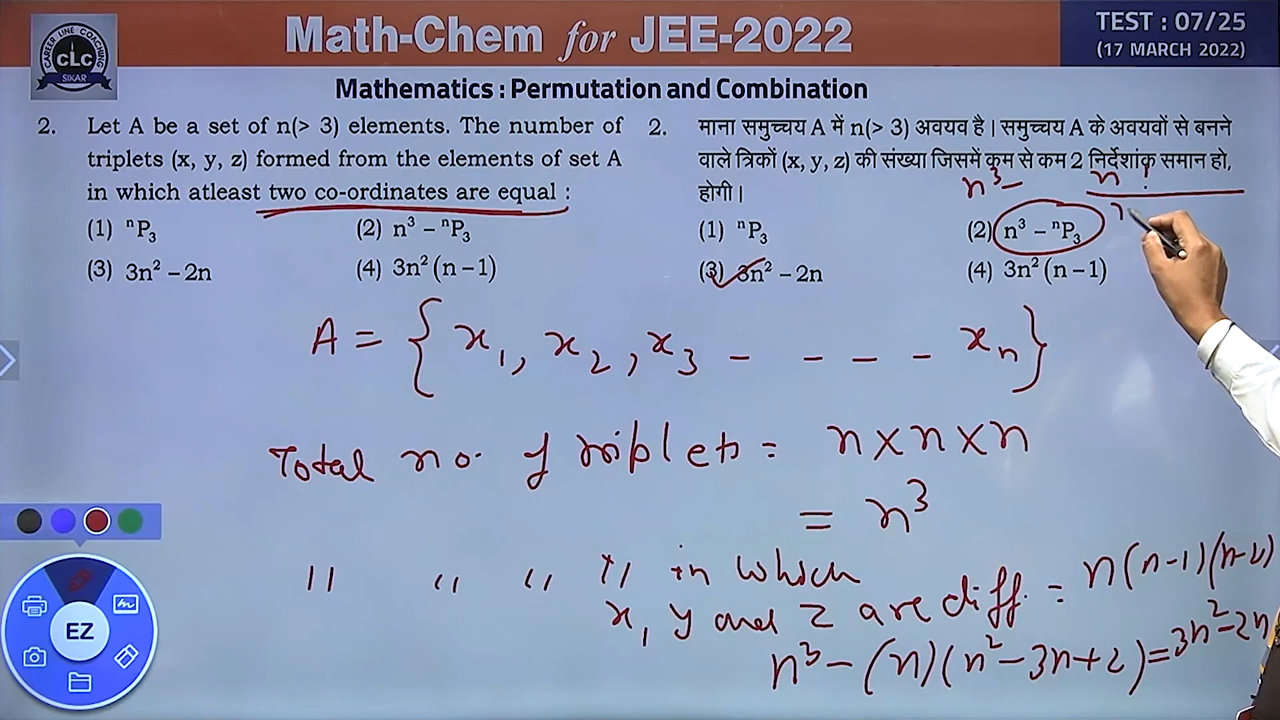 CAREER LINE COACHING
CLC
SIKAR
Math-Chem for JEE-2022
TEST : 07/25
(17 MARCH 2022)
Mathematics : Permutation and Combination
2. Let A be a set of n(> 3) elements. The number of
triplets (x, y, z) formed from the elements of set A
in which atleast two co-ordinates are equal :
(1) ⁿP₃ (2) n³ – ⁿP₃
(3) 3n² – 2n (4) 3n² (n – 1)
2. माना समुच्चय A में n(> 3) अवयव है। समुच्चय A के अवयवों से बनने
वाले त्रिकों (x, y, z) की संख्या जिसमें कम से कम 2 निर्देशांक समान हो,
होगी।
n³ – n!
(1) ⁿP₃ (2) n³ – ⁿP₃
(3) 3n² – 2n (4) 3n² (n – 1)
A = { x₁, x₂, x₃ – – – – – xₙ }
Total no. of triplets = n × n × n
= n³
〃 〃 〃 〃 in which
x, y and z are diff. = n(n-1)(n-2)
n³ – (n)(n² – 3n + 2) = 3n² – 2n
EZ